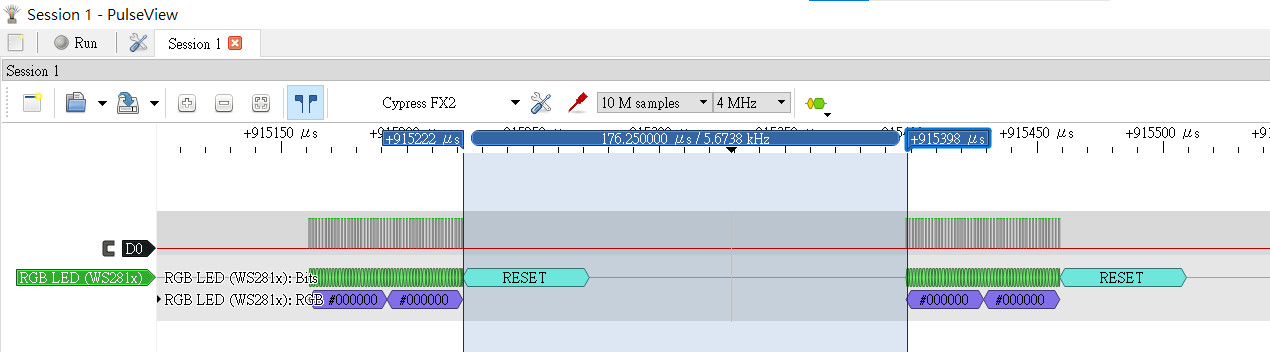 Session 1 - PulseView
Run
Session 1
Session 1
Cypress FX2
10 M samples
4 MHz
+915150 μs
+915222 μs
176.250000 μs / 5.6738 kHz
+915398 μs
+915450 μs
+915500 μs
D0
RGB LED (WS281x)
RGB LED (WS281x): Bits
RESET
RESET
RGB LED (WS281x): RGB
#000000
#000000
#000000
#000000